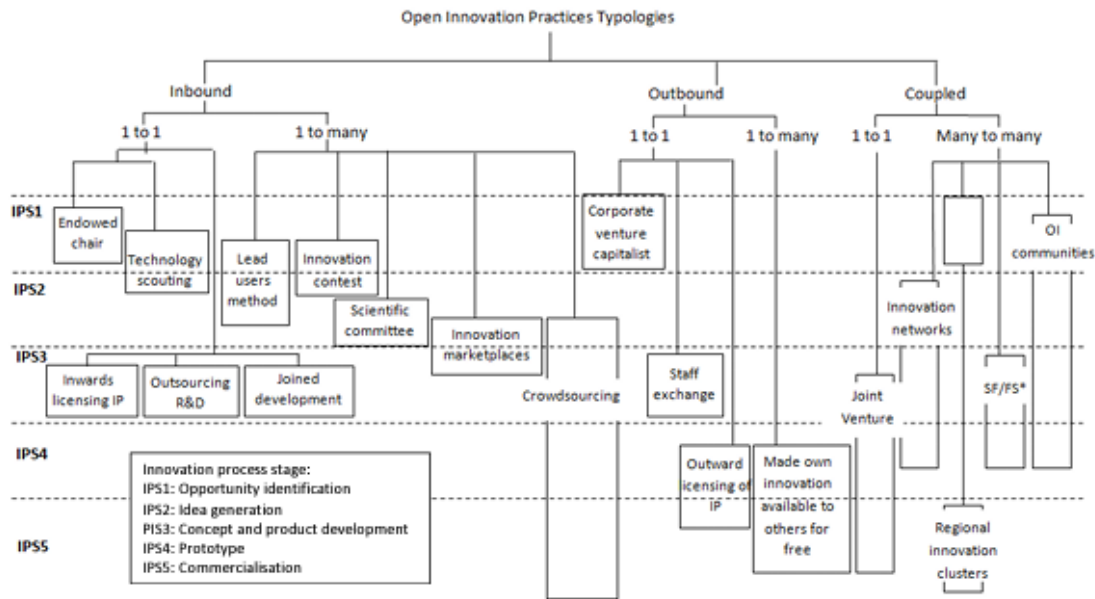 Open Innovation Practices Typologies
Inbound
Outbound
Coupled
1 to 1
1 to many
1 to 1
1 to many
1 to 1
Many to many
IPS1
Endowed
chair
Technology
scouting
Lead
users
method
Innovation
contest
Corporate
venture
capitalist
OI
communities
IPS2
Scientific
committee
Innovation
marketplaces
Innovation
networks
IPS3
Inwards
licensing IP
Outsourcing
R&D
Joined
development
Crowdsourcing
Staff
exchange
Joint
Venture
SF/FS*
IPS4
Outward
licensing of
IP
Made own
innovation
available to
others for
free
IPS5
Regional
innovation
clusters
Innovation process stage:
IPS1: Opportunity identification
IPS2: Idea generation
PIS3: Concept and product development
IPS4: Prototype
IPS5: Commercialisation